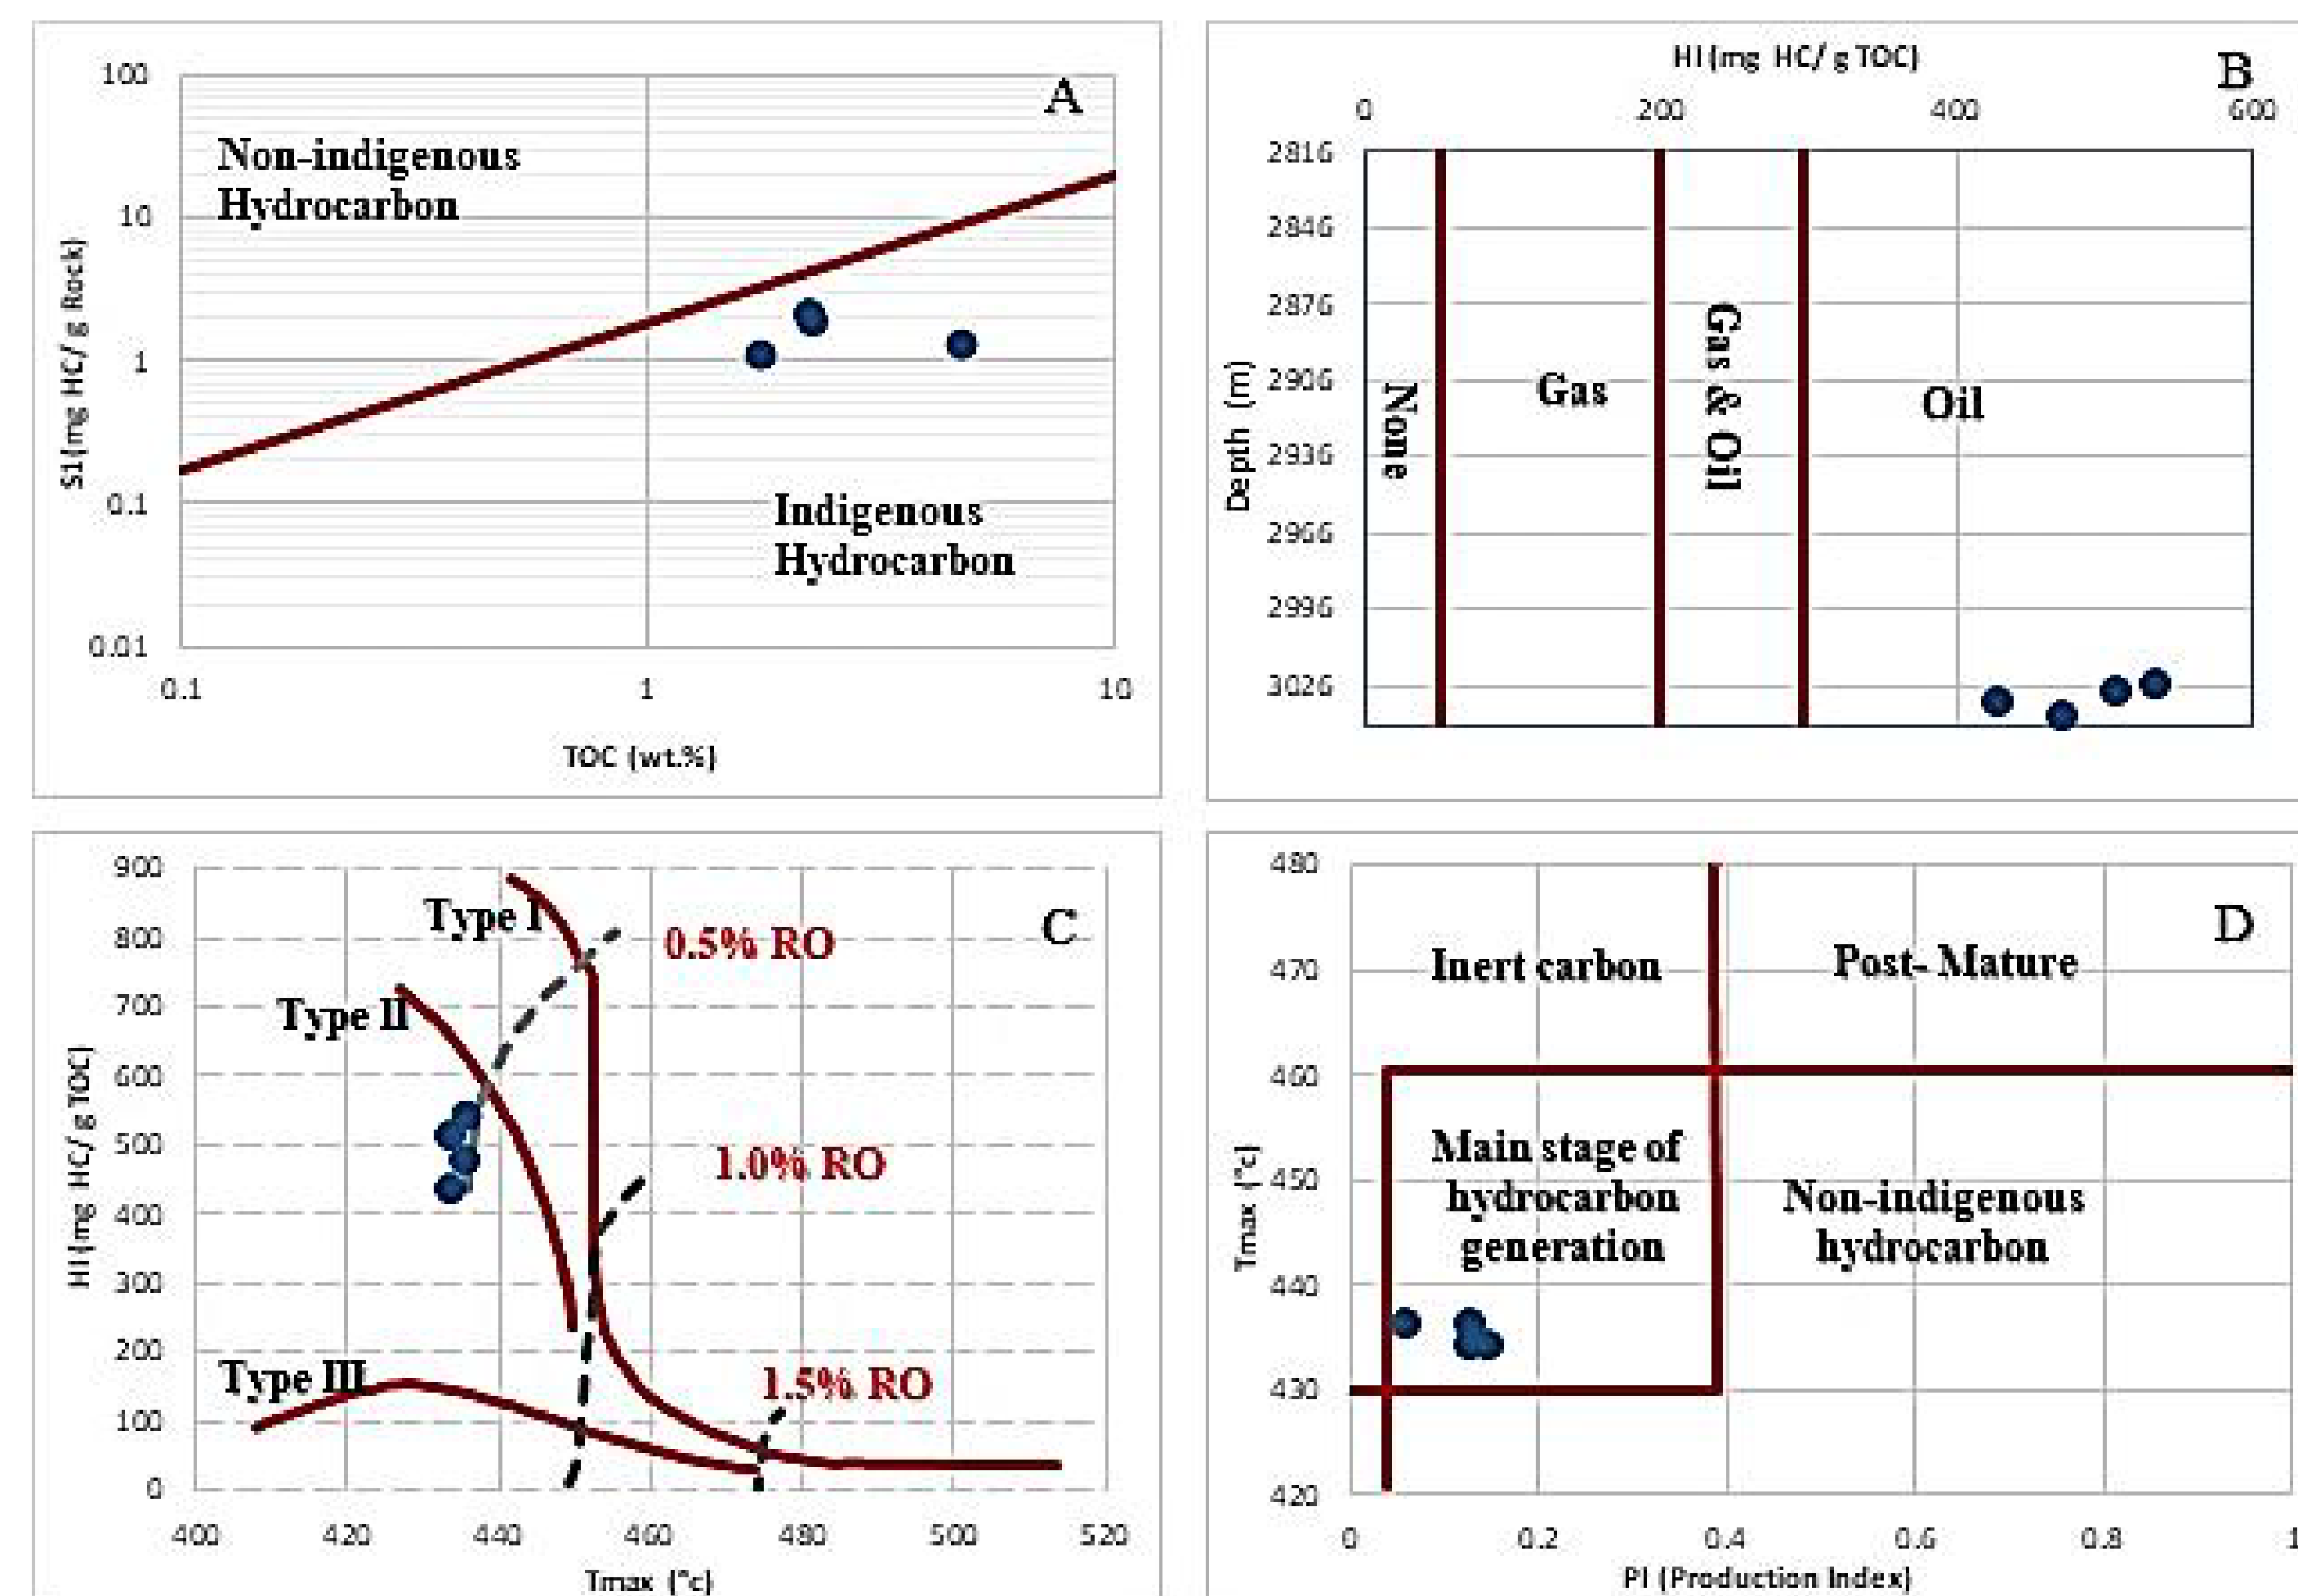 A
100
10
1
0.1
0.01
Non-indigenous
Hydrocarbon
Indigenous
Hydrocarbon
S1(mg HC/ g Rock)
0.1
1
10
TOC (wt.%)
HI(mg HC/ g TOC)
B
0
200
400
600
2816
2846
2876
2906
2936
2966
2996
3026
Depth (m)
None
Gas
Gas & Oil
Oil
C
900
800
700
600
500
400
300
200
100
0
Type I
Type II
Type III
0.5% RO
1.0% RO
1.5% RO
HI(mg HC/ g TOC)
400
420
440
460
480
500
520
Tmax (°c)
D
480
470
460
450
440
430
420
Inert carbon
Post- Mature
Main stage of
hydrocarbon
generation
Non-indigenous
hydrocarbon
Tmax (°c)
0
0.2
0.4
0.6
0.8
1
PI (Production Index)